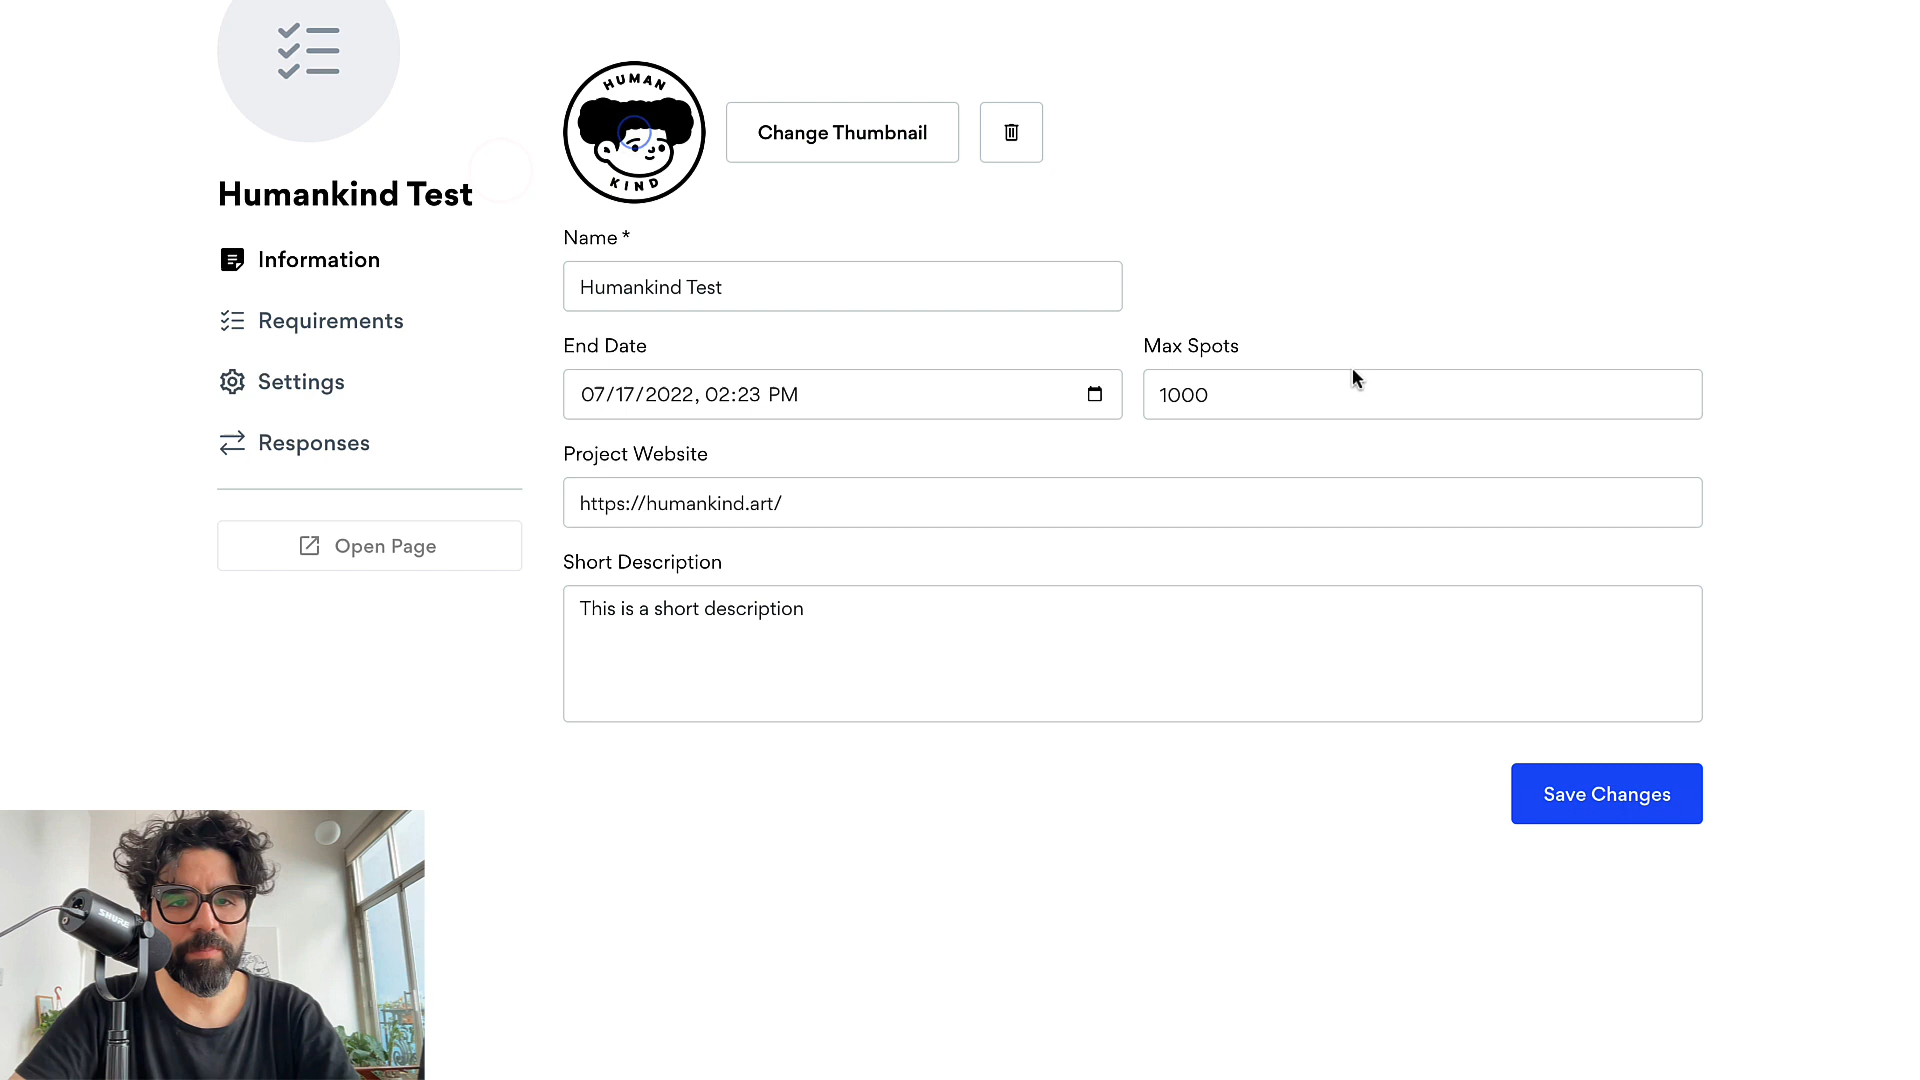 HUMAN
KIND
Change Thumbnail
Humankind Test
Information
Requirements
Settings
Responses
Open Page
Name *
Humankind Test
End Date
07/17/2022, 02:23 PM
Max Spots
1000
Project Website
https://humankind.art/
Short Description
This is a short description
Save Changes
SHURE